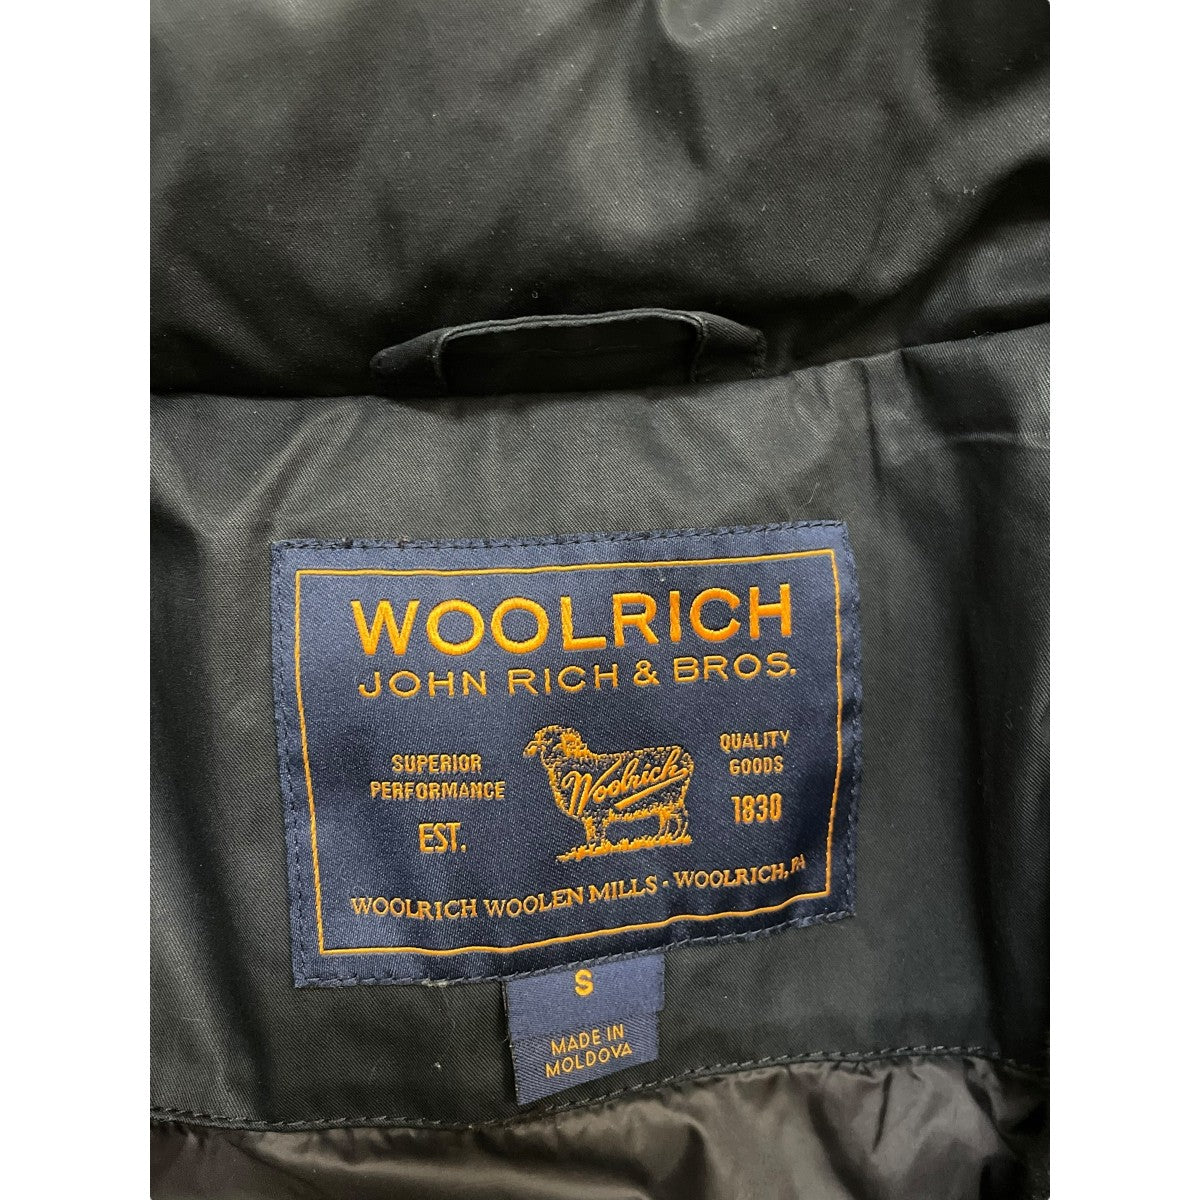 WOOLRICH
JOHN RICH & BROS.
SUPERIOR
PERFORMANCE
EST.
Woolrich
QUALITY
GOODS
1830
WOOLRICH WOOLEN MILLS · WOOLRICH, PA
S
MADE IN
MOLDOVA